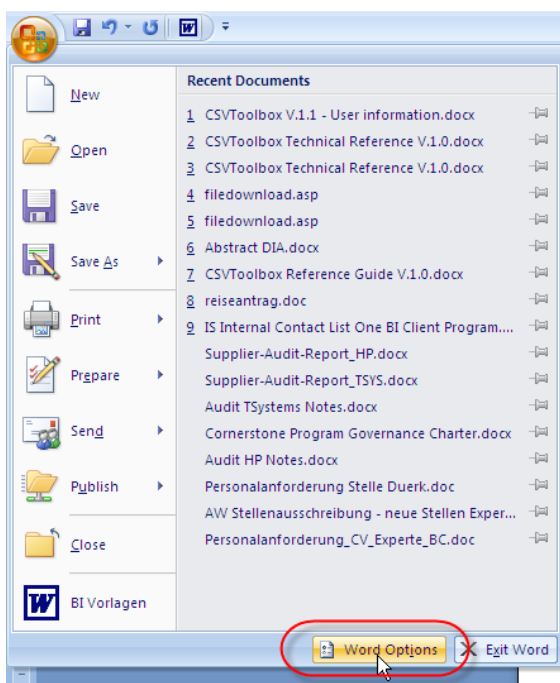 New
Open
Save
Save As
Print
Prepare
Send
Publish
Close
BI Vorlagen
Recent Documents
1 CSVToolbox V.1.1 - User information.docx
2 CSVToolbox Technical Reference V.1.0.docx
3 CSVToolbox Technical Reference V.1.0.docx
4 filedownload.asp
5 filedownload.asp
6 Abstract DIA.docx
7 CSVToolbox Reference Guide V.1.0.docx
8 reiseantrag.doc
9 IS Internal Contact List One BI Client Program....
Supplier-Audit-Report_HP.docx
Supplier-Audit-Report_TSYS.docx
Audit TSystems Notes.docx
Cornerstone Program Governance Charter.docx
Audit HP Notes.docx
Personalanforderung Stelle Duerk.doc
AW Stellenausschreibung - neue Stellen Exper...
Personalanforderung_CV_Experte_BC.doc
Word Options
Exit Word